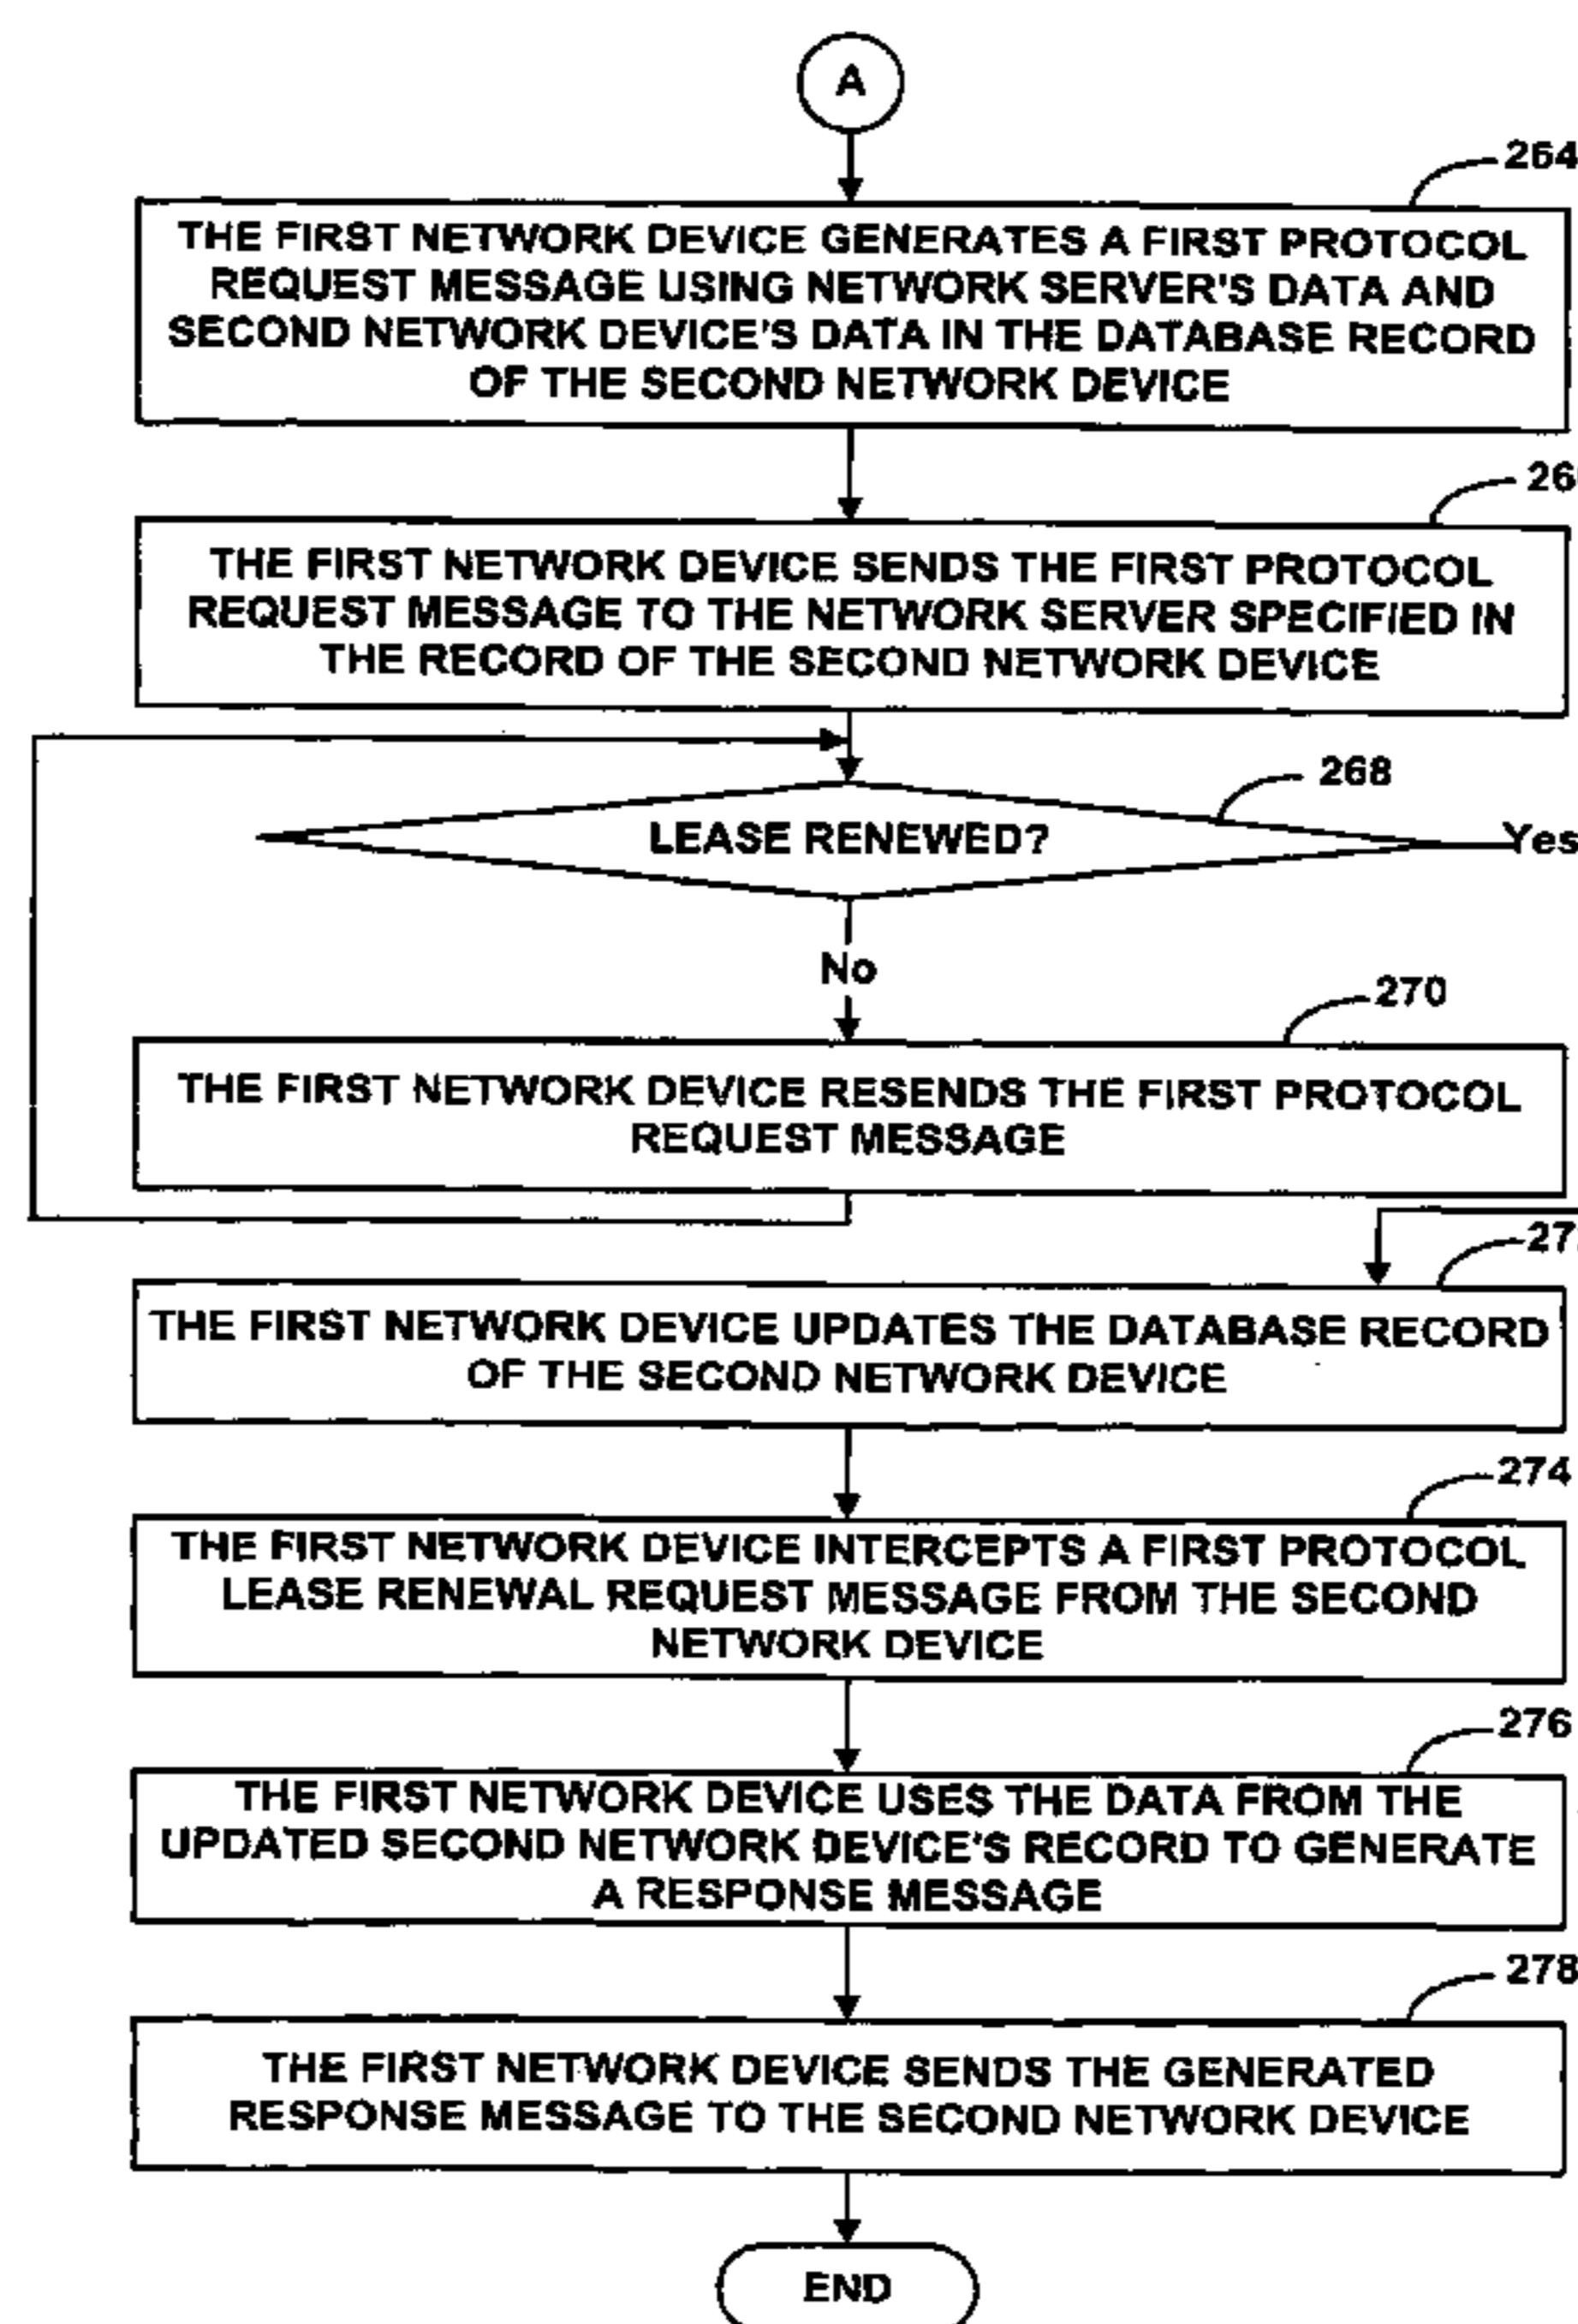 A
264
THE FIRST NETWORK DEVICE GENERATES A FIRST PROTOCOL
REQUEST MESSAGE USING NETWORK SERVER'S DATA AND
SECOND NETWORK DEVICE'S DATA IN THE DATABASE RECORD
OF THE SECOND NETWORK DEVICE
THE FIRST NETWORK DEVICE SENDS THE FIRST PROTOCOL
REQUEST MESSAGE TO THE NETWORK SERVER SPECIFIED IN
THE RECORD OF THE SECOND NETWORK DEVICE
268
LEASE RENEWED?
Yes
No
270
THE FIRST NETWORK DEVICE RESENDS THE FIRST PROTOCOL
REQUEST MESSAGE
THE FIRST NETWORK DEVICE UPDATES THE DATABASE RECORD
OF THE SECOND NETWORK DEVICE
274
THE FIRST NETWORK DEVICE INTERCEPTS A FIRST PROTOCOL
LEASE RENEWAL REQUEST MESSAGE FROM THE SECOND
NETWORK DEVICE
276
THE FIRST NETWORK DEVICE USES THE DATA FROM THE
UPDATED SECOND NETWORK DEVICE'S RECORD TO GENERATE
A RESPONSE MESSAGE
278
THE FIRST NETWORK DEVICE SENDS THE GENERATED
RESPONSE MESSAGE TO THE SECOND NETWORK DEVICE
END